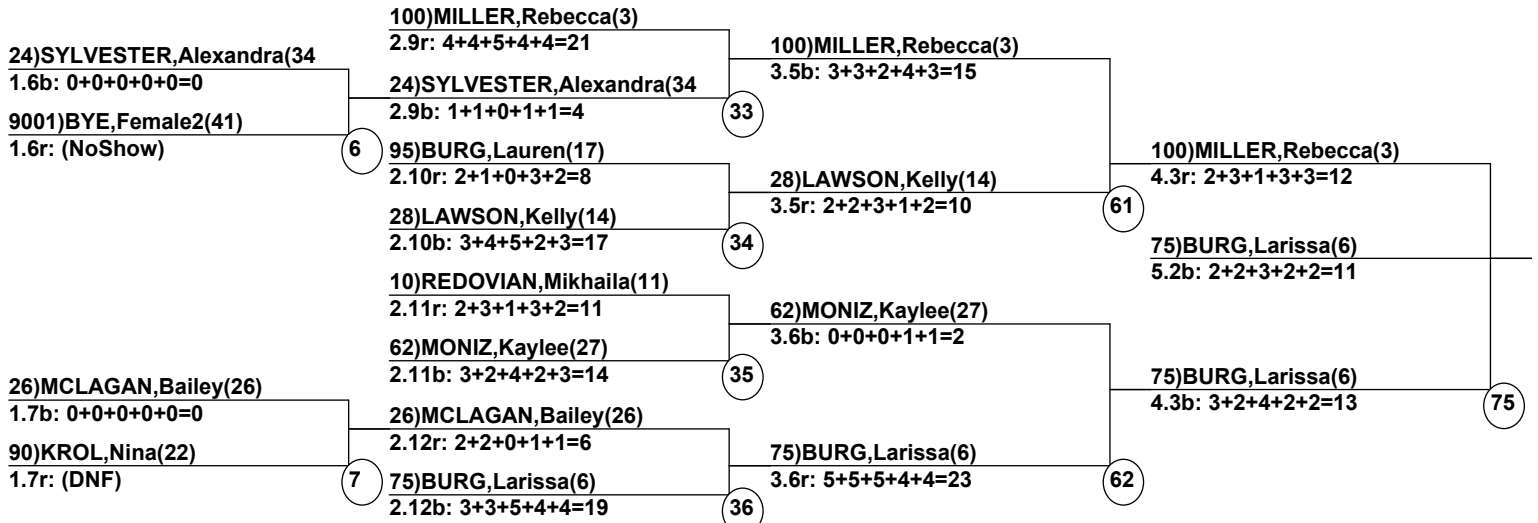 24)SYLVESTER,Alexandra(34
1.6b: 0+0+0+0+0=0
9001)BYE,Female2(41)
1.6r: (NoShow)
6
26)MCLAGAN,Bailey(26)
1.7b: 0+0+0+0+0=0
90)KROL,Nina(22)
1.7r: (DNF)
7
100)MILLER,Rebecca(3)
2.9r: 4+4+5+4+4=21
24)SYLVESTER,Alexandra(34
2.9b: 1+1+0+1+1=4
33
95)BURG,Lauren(17)
2.10r: 2+1+0+3+2=8
28)LAWSON,Kelly(14)
2.10b: 3+4+5+2+3=17
34
10)REDOVIAN,Mikhaila(11)
2.11r: 2+3+1+3+2=11
62)MONIZ,Kaylee(27)
2.11b: 3+2+4+2+3=14
35
26)MCLAGAN,Bailey(26)
2.12r: 2+2+0+1+1=6
75)BURG,Larissa(6)
2.12b: 3+3+5+4+4=19
36
100)MILLER,Rebecca(3)
3.5b: 3+3+2+4+3=15
28)LAWSON,Kelly(14)
3.5r: 2+2+3+1+2=10
61
62)MONIZ,Kaylee(27)
3.6b: 0+0+0+1+1=2
75)BURG,Larissa(6)
3.6r: 5+5+5+4+4=23
62
100)MILLER,Rebecca(3)
4.3r: 2+3+1+3+3=12
75)BURG,Larissa(6)
5.2b: 2+2+3+2+2=11
75)BURG,Larissa(6)
4.3b: 3+2+4+2+2=13
75